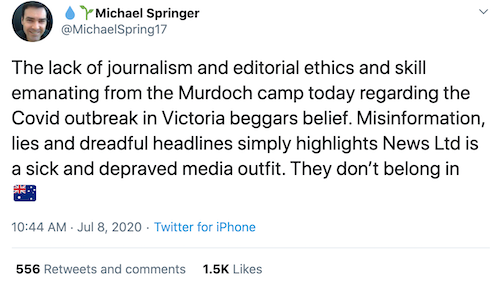 Michael Springer
@MichaelSpring17
The lack of journalism and editorial ethics and skill
emanating from the Murdoch camp today regarding the
Covid outbreak in Victoria beggars belief. Misinformation,
lies and dreadful headlines simply highlights News Ltd is
a sick and depraved media outfit. They don’t belong in
🇦🇺
10:44 AM · Jul 8, 2020 · Twitter for iPhone
556 Retweets and comments 1.5K Likes